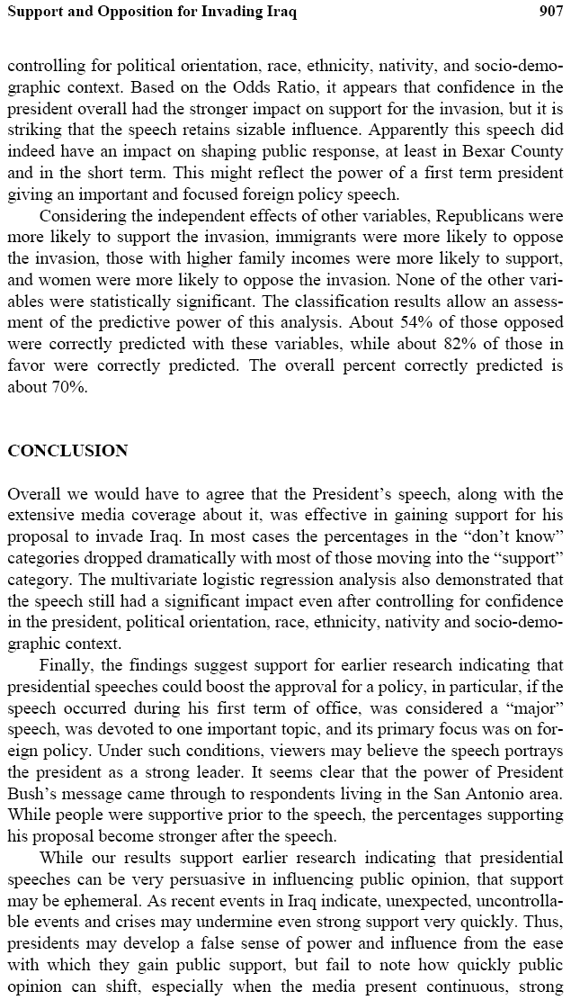 Support and Opposition for Invading Iraq 907
controlling for political orientation, race, ethnicity, nativity, and socio-demo-
graphic context. Based on the Odds Ratio, it appears that confidence in the
president overall had the stronger impact on support for the invasion, but it is
striking that the speech retains sizable influence. Apparently this speech did
indeed have an impact on shaping public response, at least in Bexar County
and in the short term. This might reflect the power of a first term president
giving an important and focused foreign policy speech.
Considering the independent effects of other variables, Republicans were
more likely to support the invasion, immigrants were more likely to oppose
the invasion, those with higher family incomes were more likely to support,
and women were more likely to oppose the invasion. None of the other vari-
ables were statistically significant. The classification results allow an assess-
ment of the predictive power of this analysis. About 54% of those opposed
were correctly predicted with these variables, while about 82% of those in
favor were correctly predicted. The overall percent correctly predicted is
about 70%.
CONCLUSION
Overall we would have to agree that the President’s speech, along with the
extensive media coverage about it, was effective in gaining support for his
proposal to invade Iraq. In most cases the percentages in the “don’t know”
categories dropped dramatically with most of those moving into the “support”
category. The multivariate logistic regression analysis also demonstrated that
the speech still had a significant impact even after controlling for confidence
in the president, political orientation, race, ethnicity, nativity and socio-demo-
graphic context.
Finally, the findings suggest support for earlier research indicating that
presidential speeches could boost the approval for a policy, in particular, if the
speech occurred during his first term of office, was considered a “major”
speech, was devoted to one important topic, and its primary focus was on for-
eign policy. Under such conditions, viewers may believe the speech portrays
the president as a strong leader. It seems clear that the power of President
Bush’s message came through to respondents living in the San Antonio area.
While people were supportive prior to the speech, the percentages supporting
his proposal become stronger after the speech.
While our results support earlier research indicating that presidential
speeches can be very persuasive in influencing public opinion, that support
may be ephemeral. As recent events in Iraq indicate, unexpected, uncontrolla-
ble events and crises may undermine even strong support very quickly. Thus,
presidents may develop a false sense of power and influence from the ease
with which they gain public support, but fail to note how quickly public
opinion can shift, especially when the media present continuous, strong